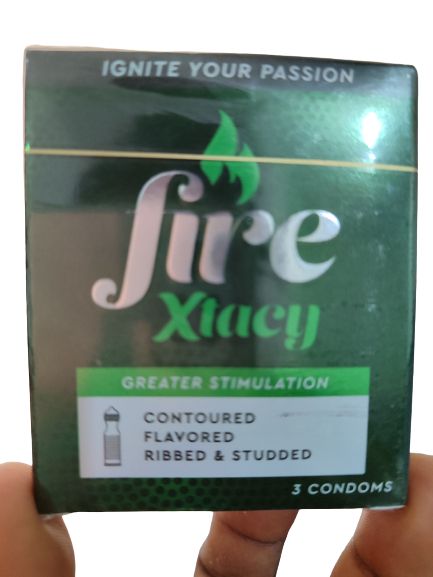 IGNITE YOUR PASSION
fire
Xtacy
GREATER STIMULATION
CONTOURED
FLAVORED
RIBBED & STUDDED
3 CONDOMS